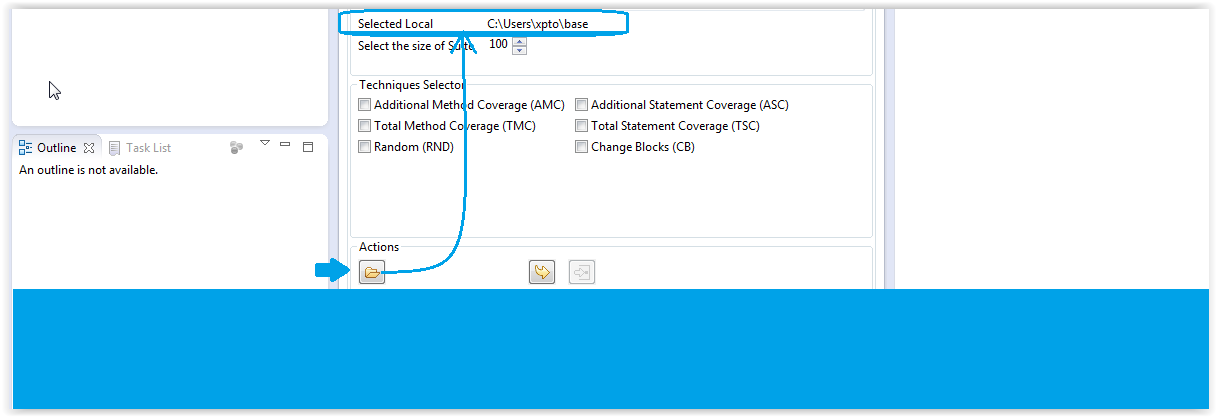 Selected Local C:\Users\xpto\base
Select the size of Suite 100
Techniques Selector
Additional Method Coverage (AMC) Additional Statement Coverage (ASC)
Total Method Coverage (TMC) Total Statement Coverage (TSC)
Random (RND) Change Blocks (CB)
Outline Task List
An outline is not available.
Actions